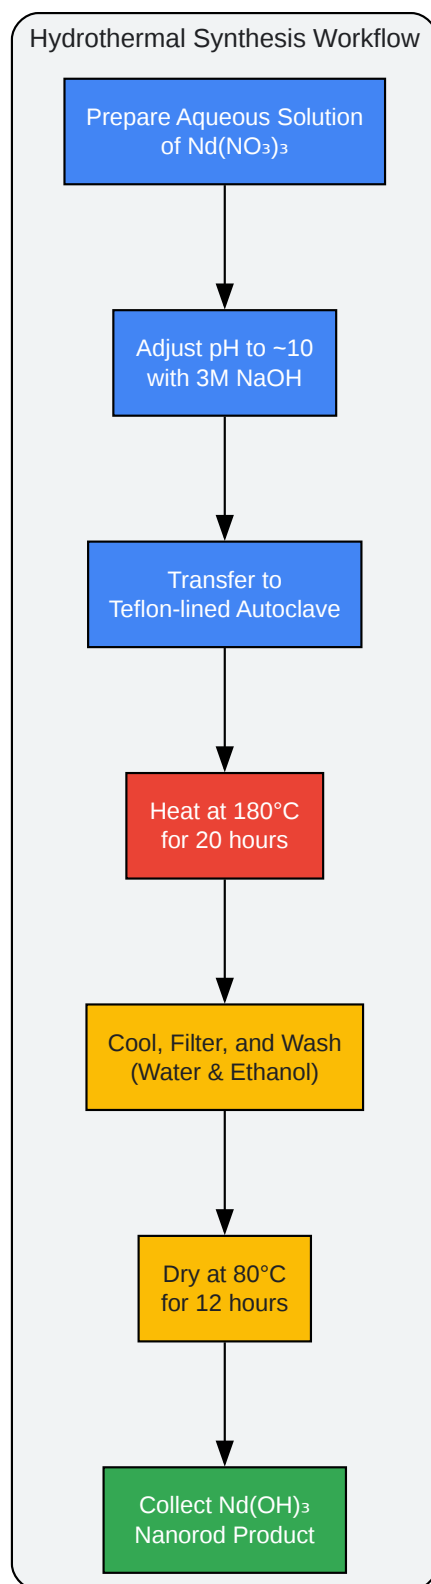 Hydrothermal Synthesis Workflow
Prepare Aqueous Solution
of Nd(NO₃)₃
Adjust pH to ~10
with 3M NaOH
Transfer to
Teflon-lined Autoclave
Heat at 180°C
for 20 hours
Cool, Filter, and Wash
(Water & Ethanol)
Dry at 80°C
for 12 hours
Collect Nd(OH)₃
Nanorod Product